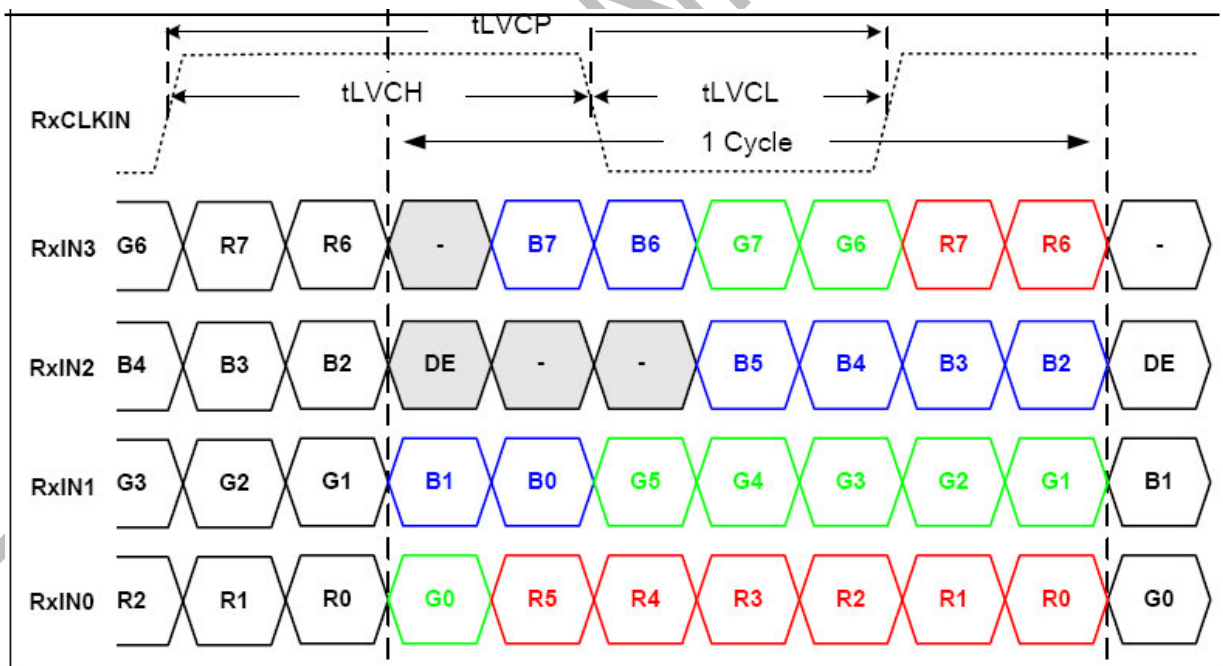 tLVCP
tLVCH tLVCL
RxCLKIN
1 Cycle
RxIN3 G6 R7 R6 - B7 B6 G7 G6 R7 R6 -
RxIN2 B4 B3 B2 DE - - B5 B4 B3 B2 DE
RxIN1 G3 G2 G1 B1 B0 G5 G4 G3 G2 G1 B1
RxIN0 R2 R1 R0 G0 R5 R4 R3 R2 R1 R0 G0